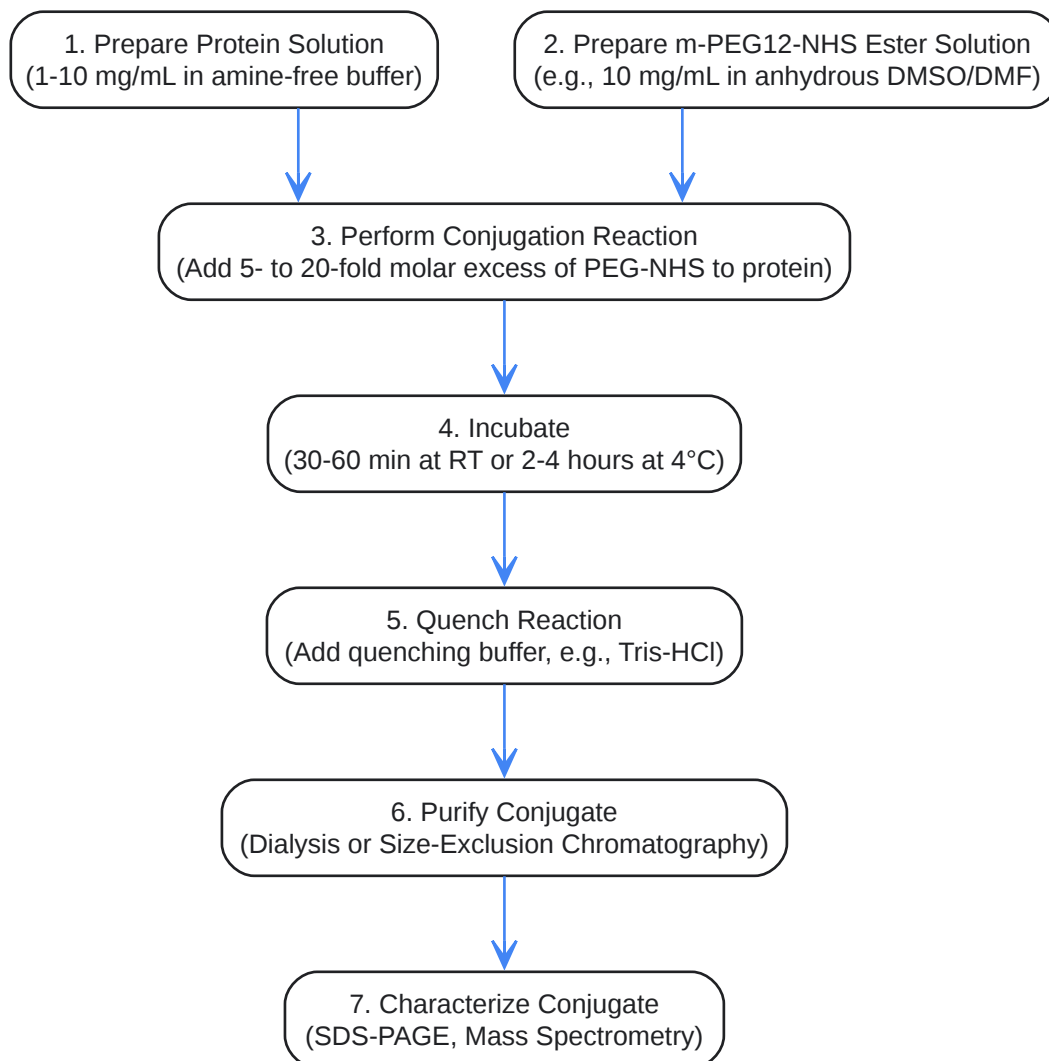 1. Prepare Protein Solution
(1-10 mg/mL in amine-free buffer)
2. Prepare m-PEG12-NHS Ester Solution
(e.g., 10 mg/mL in anhydrous DMSO/DMF)
3. Perform Conjugation Reaction
(Add 5- to 20-fold molar excess of PEG-NHS to protein)
4. Incubate
(30-60 min at RT or 2-4 hours at 4°C)
5. Quench Reaction
(Add quenching buffer, e.g., Tris-HCl)
6. Purify Conjugate
(Dialysis or Size-Exclusion Chromatography)
7. Characterize Conjugate
(SDS-PAGE, Mass Spectrometry)